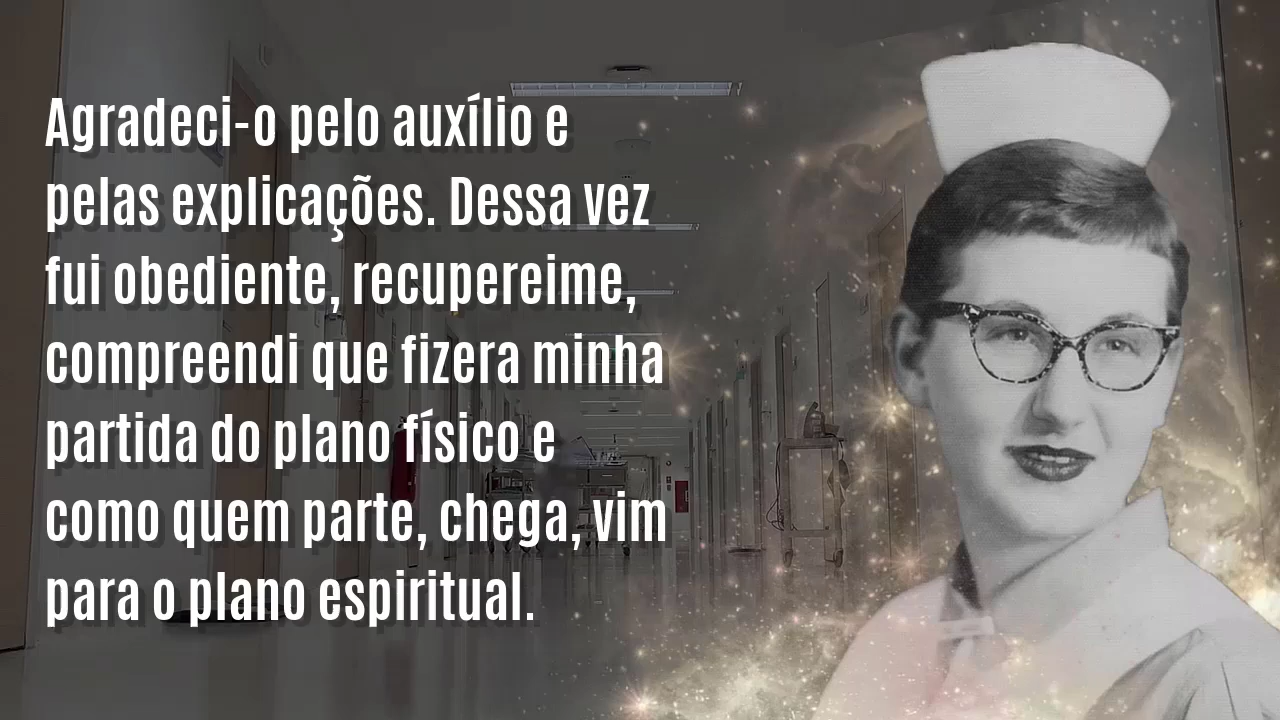 Agradeci-o pelo auxílio e
pelas explicações. Dessa vez
fui obediente, recupereime,
compreendi que fizera minha
partida do plano físico e
como quem parte, chega, vim
para o plano espiritual.